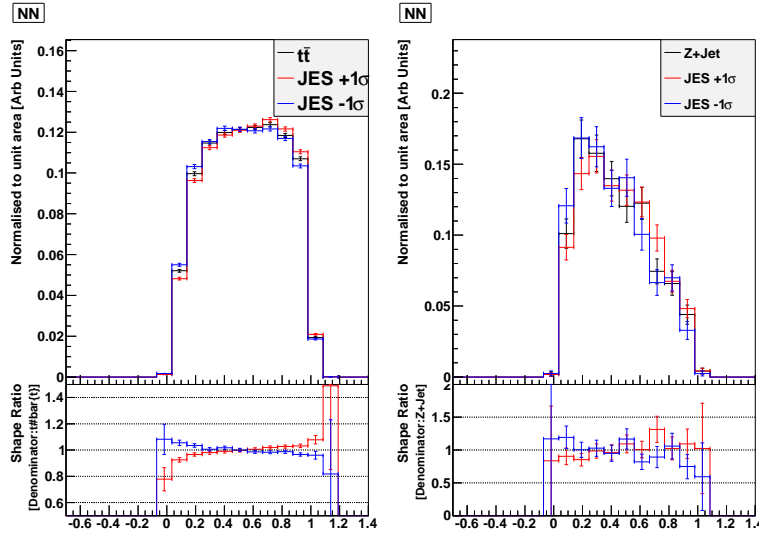 NN
Normalised to unit area [Arb Units]
0.16
0.14
0.12
0.1
0.08
0.06
0.04
0.02
0
tt̄
JES +1σ
JES -1σ
Shape Ratio
[Denominator:t#bar{t}]
1.4
1.2
1
0.8
0.6
-0.6 -0.4 -0.2 0 0.2 0.4 0.6 0.8 1 1.2 1.4
NN
Normalised to unit area [Arb Units]
0.2
0.15
0.1
0.05
0
Z+Jet
JES +1σ
JES -1σ
Shape Ratio
[Denominator:Z+Jet]
2
1.5
1
0.5
0
-0.6 -0.4 -0.2 0 0.2 0.4 0.6 0.8 1 1.2 1.4